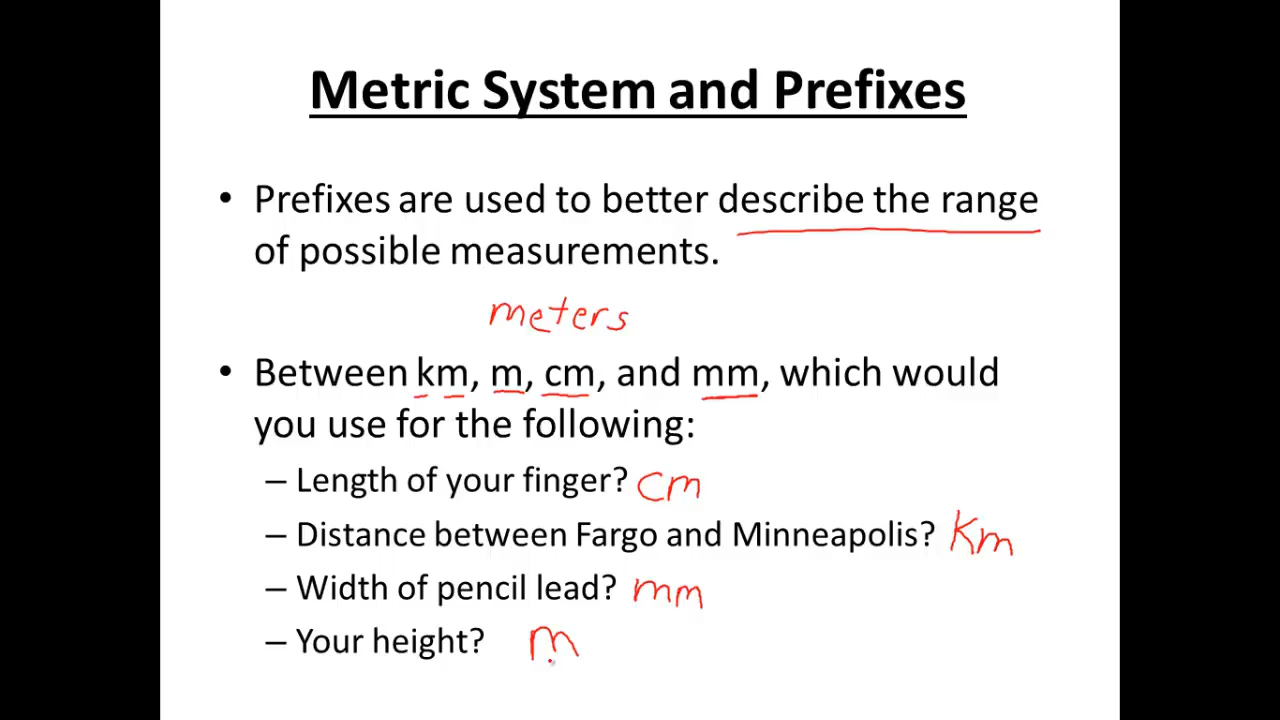 Metric System and Prefixes
• Prefixes are used to better describe the range
of possible measurements.
meters
• Between km, m, cm, and mm, which would
you use for the following:
– Length of your finger? cm
– Distance between Fargo and Minneapolis? Km
– Width of pencil lead? mm
– Your height? m